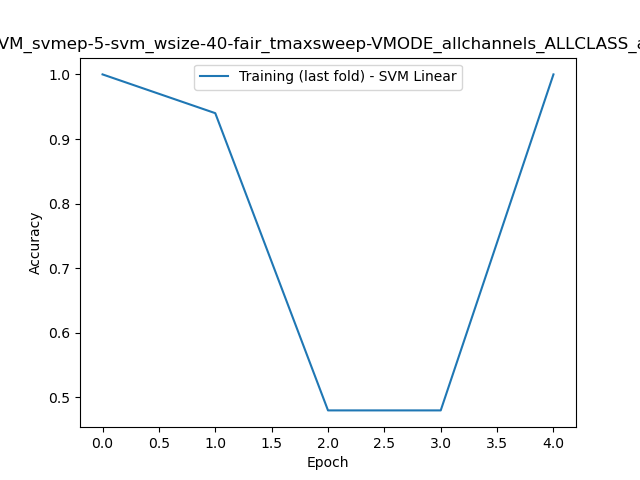 VM_svmep-5-svm_wsize-40-fair_tmaxsweep-VMODE_allchannels_ALLCLASS_a
Training (last fold) - SVM Linear
1.0
0.9
0.8
0.7
0.6
0.5
Accuracy
0.0 0.5 1.0 1.5 2.0 2.5 3.0 3.5 4.0
Epoch